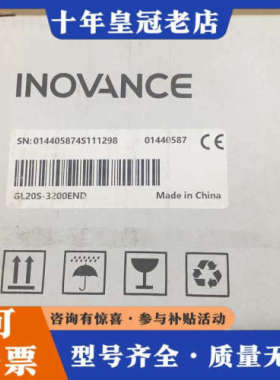 十年皇冠老店
INOVANCE
SN:014405874S111298 01440587 CE
GL20S-3200END Made in China
咨询有惊喜·参与补贴活动
票 型号齐全·质量无忧